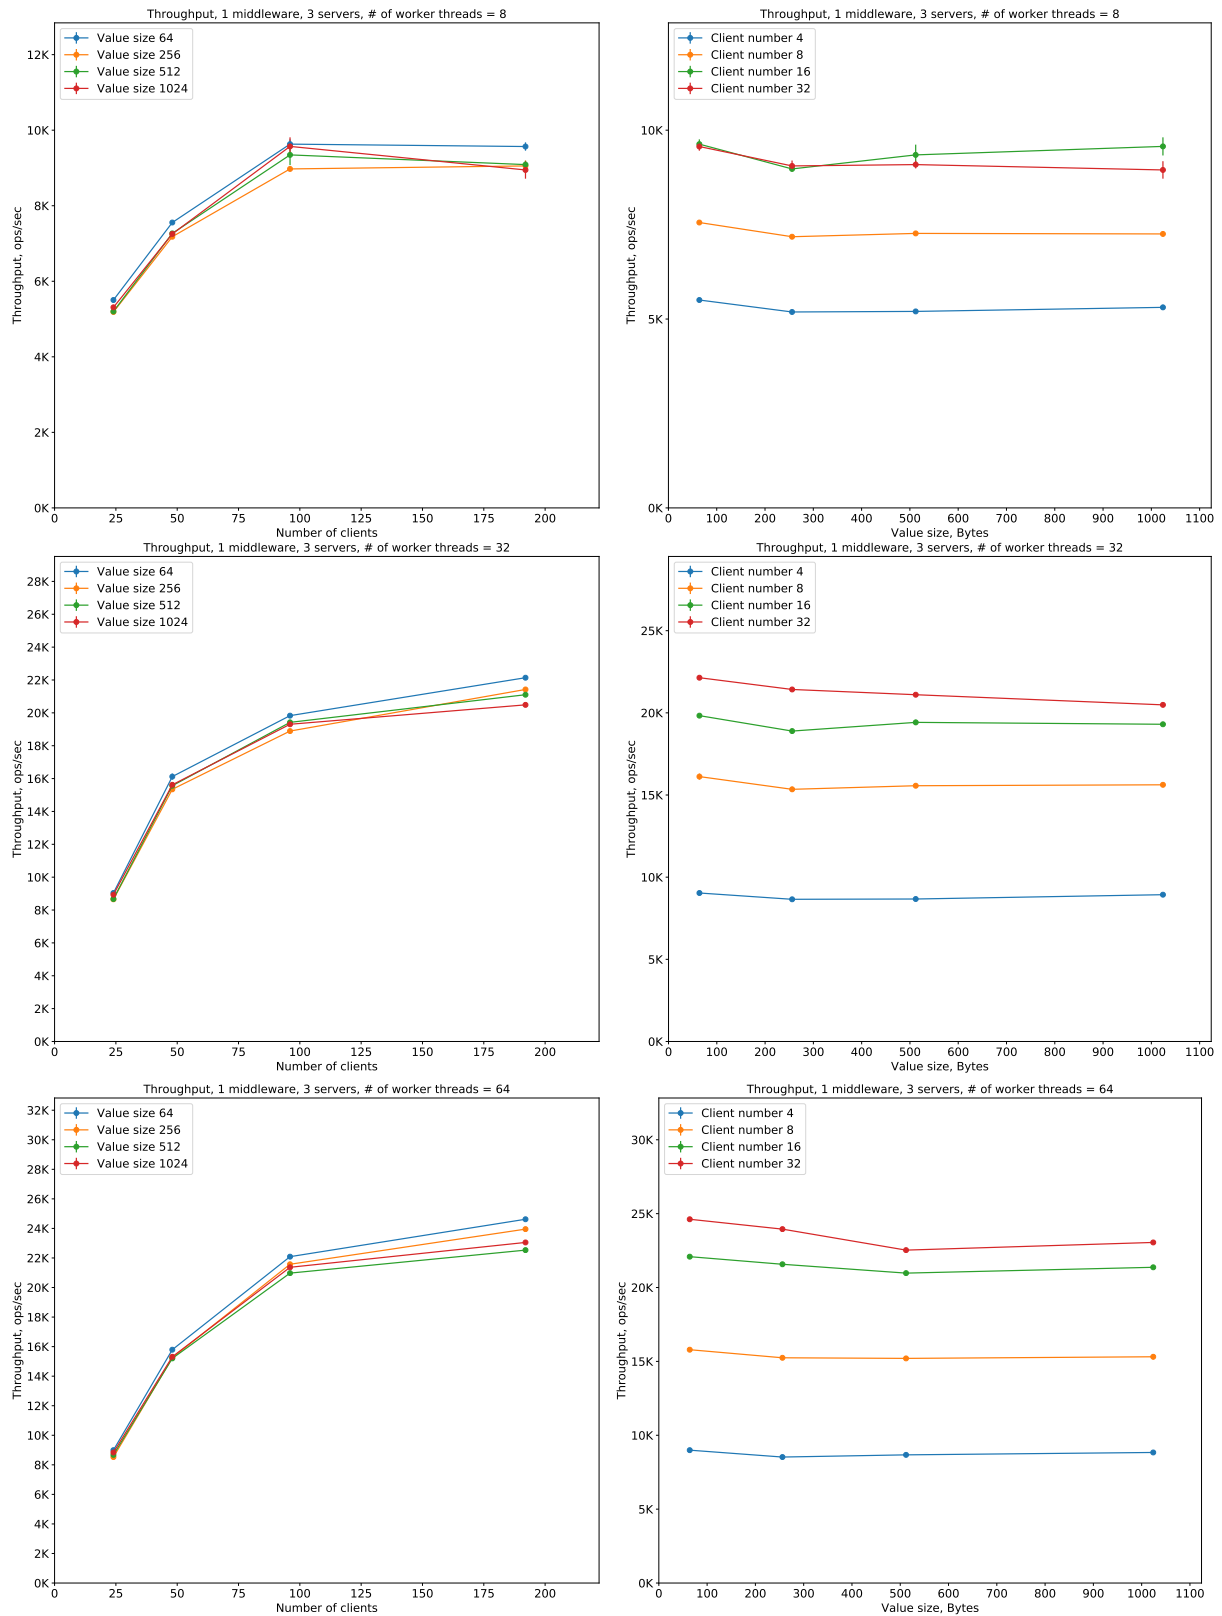 Throughput, 1 middleware, 3 servers, # of worker threads = 8
Value size 64
Value size 256
Value size 512
Value size 1024
12K
10K
8K
6K
4K
2K
0K
Throughput, ops/sec
0 25 50 75 100 125 150 175 200
Number of clients
Throughput, 1 middleware, 3 servers, # of worker threads = 8
Client number 4
Client number 8
Client number 16
Client number 32
10K
5K
0K
Throughput, ops/sec
0 100 200 300 400 500 600 700 800 900 1000 1100
Value size, Bytes
Throughput, 1 middleware, 3 servers, # of worker threads = 32
Value size 64
Value size 256
Value size 512
Value size 1024
28K
26K
24K
22K
20K
18K
16K
14K
12K
10K
8K
6K
4K
2K
0K
Throughput, ops/sec
0 25 50 75 100 125 150 175 200
Number of clients
Throughput, 1 middleware, 3 servers, # of worker threads = 32
Client number 4
Client number 8
Client number 16
Client number 32
25K
20K
15K
10K
5K
0K
Throughput, ops/sec
0 100 200 300 400 500 600 700 800 900 1000 1100
Value size, Bytes
Throughput, 1 middleware, 3 servers, # of worker threads = 64
Value size 64
Value size 256
Value size 512
Value size 1024
32K
30K
28K
26K
24K
22K
20K
18K
16K
14K
12K
10K
8K
6K
4K
2K
0K
Throughput, ops/sec
0 25 50 75 100 125 150 175 200
Number of clients
Throughput, 1 middleware, 3 servers, # of worker threads = 64
Client number 4
Client number 8
Client number 16
Client number 32
30K
25K
20K
15K
10K
5K
0K
Throughput, ops/sec
0 100 200 300 400 500 600 700 800 900 1000 1100
Value size, Bytes